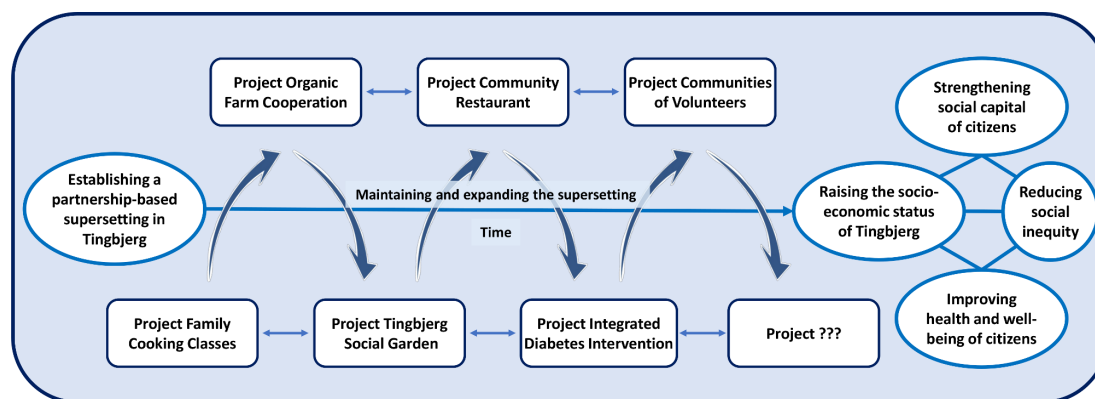 Project Organic
Farm Cooperation
Project Community
Restaurant
Project Communities
of Volunteers
Strengthening
social capital
of citizens
Establishing a
partnership-based
supersetting in
Tingbjerg
Maintaining and expanding the supersetting
Time
Raising the socio-
economic status
of Tingbjerg
Reducing
social
inequity
Project Family
Cooking Classes
Project Tingbjerg
Social Garden
Project Integrated
Diabetes Intervention
Project ???
Improving
health and well-
being of citizens